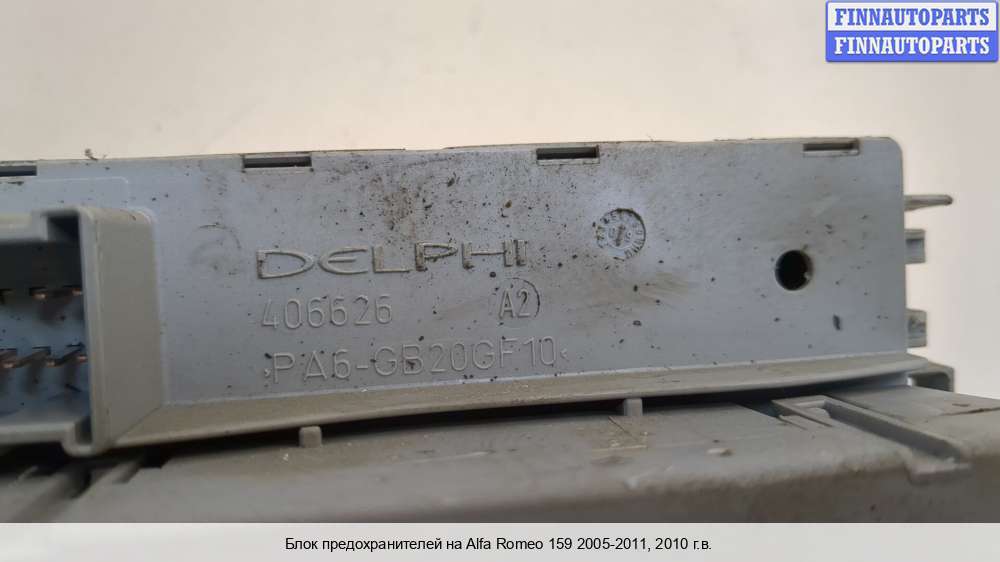 FINNAUTOPARTS
FINNAUTOPARTS
DELPHI
406626 A2
>PA6-GB20GF10<
Блок предохранителей на Alfa Romeo 159 2005-2011, 2010 г.в.